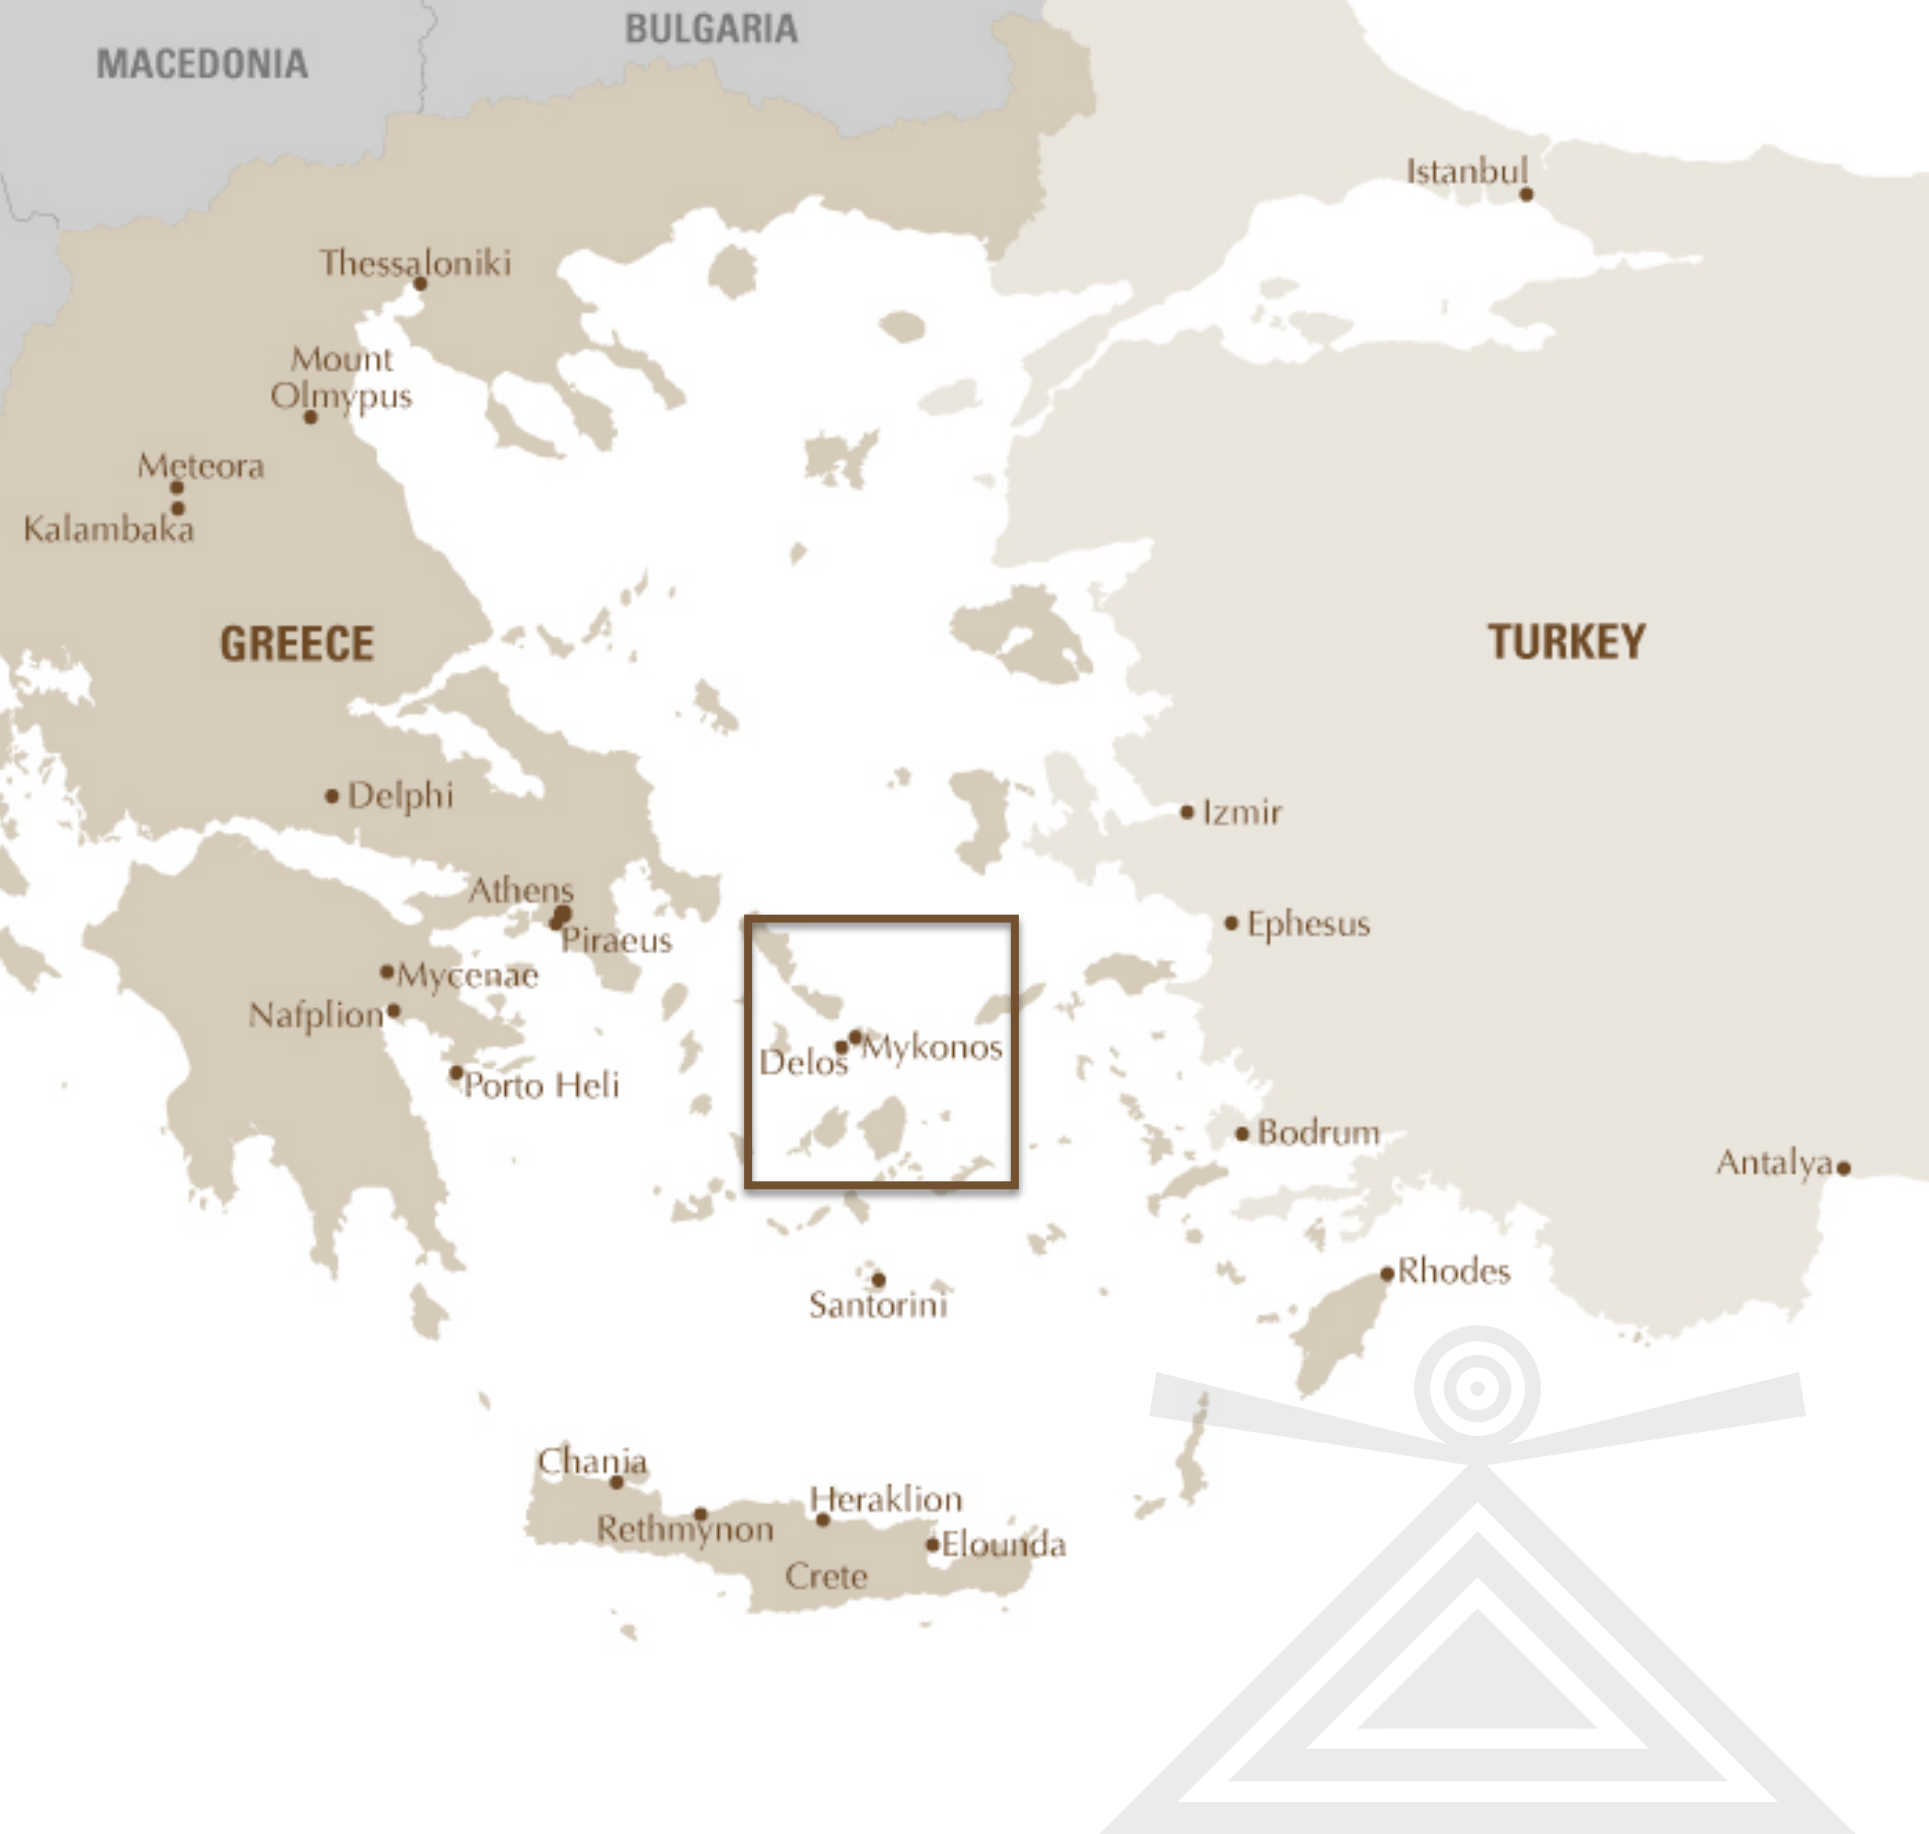 BULGARIA
MACEDONIA
Istanbul
Thessaloniki
Mount
Olmypus
Meteora
Kalambaka
GREECE
TURKEY
Delphi
Izmir
Athens
Ephesus
Piraeus
Mycenae
Nafplion
Mykonos
Delos
Porto Heli
Bodrum
Antalya
Rhodes
Santorini
Chania
Heraklion
Rethmynon
Elounda
Crete